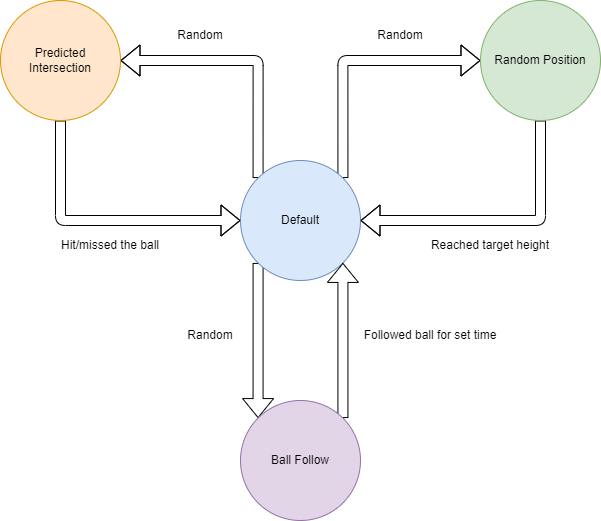 Random
Random
Predicted
Intersection
Random Position
Default
Hit/missed the ball
Reached target height
Random
Followed ball for set time
Ball Follow